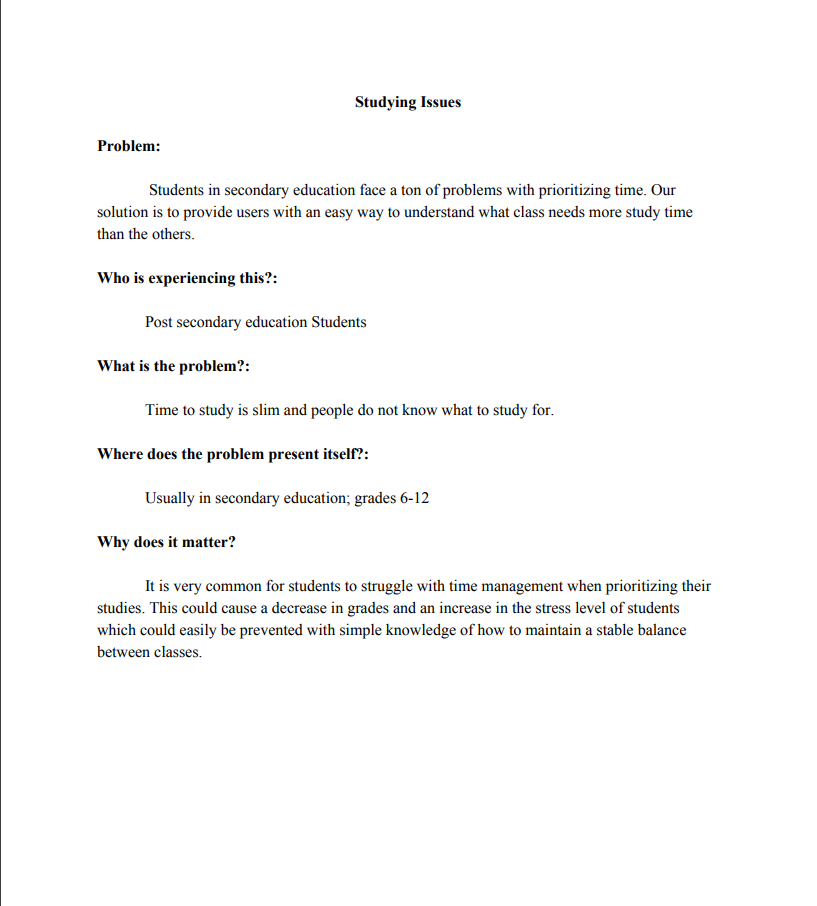 Studying Issues
Problem:
Students in secondary education face a ton of problems with prioritizing time. Our
solution is to provide users with an easy way to understand what class needs more study time
than the others.
Who is experiencing this?:
Post secondary education Students
What is the problem?:
Time to study is slim and people do not know what to study for.
Where does the problem present itself?:
Usually in secondary education; grades 6-12
Why does it matter?
It is very common for students to struggle with time management when prioritizing their
studies. This could cause a decrease in grades and an increase in the stress level of students
which could easily be prevented with simple knowledge of how to maintain a stable balance
between classes.